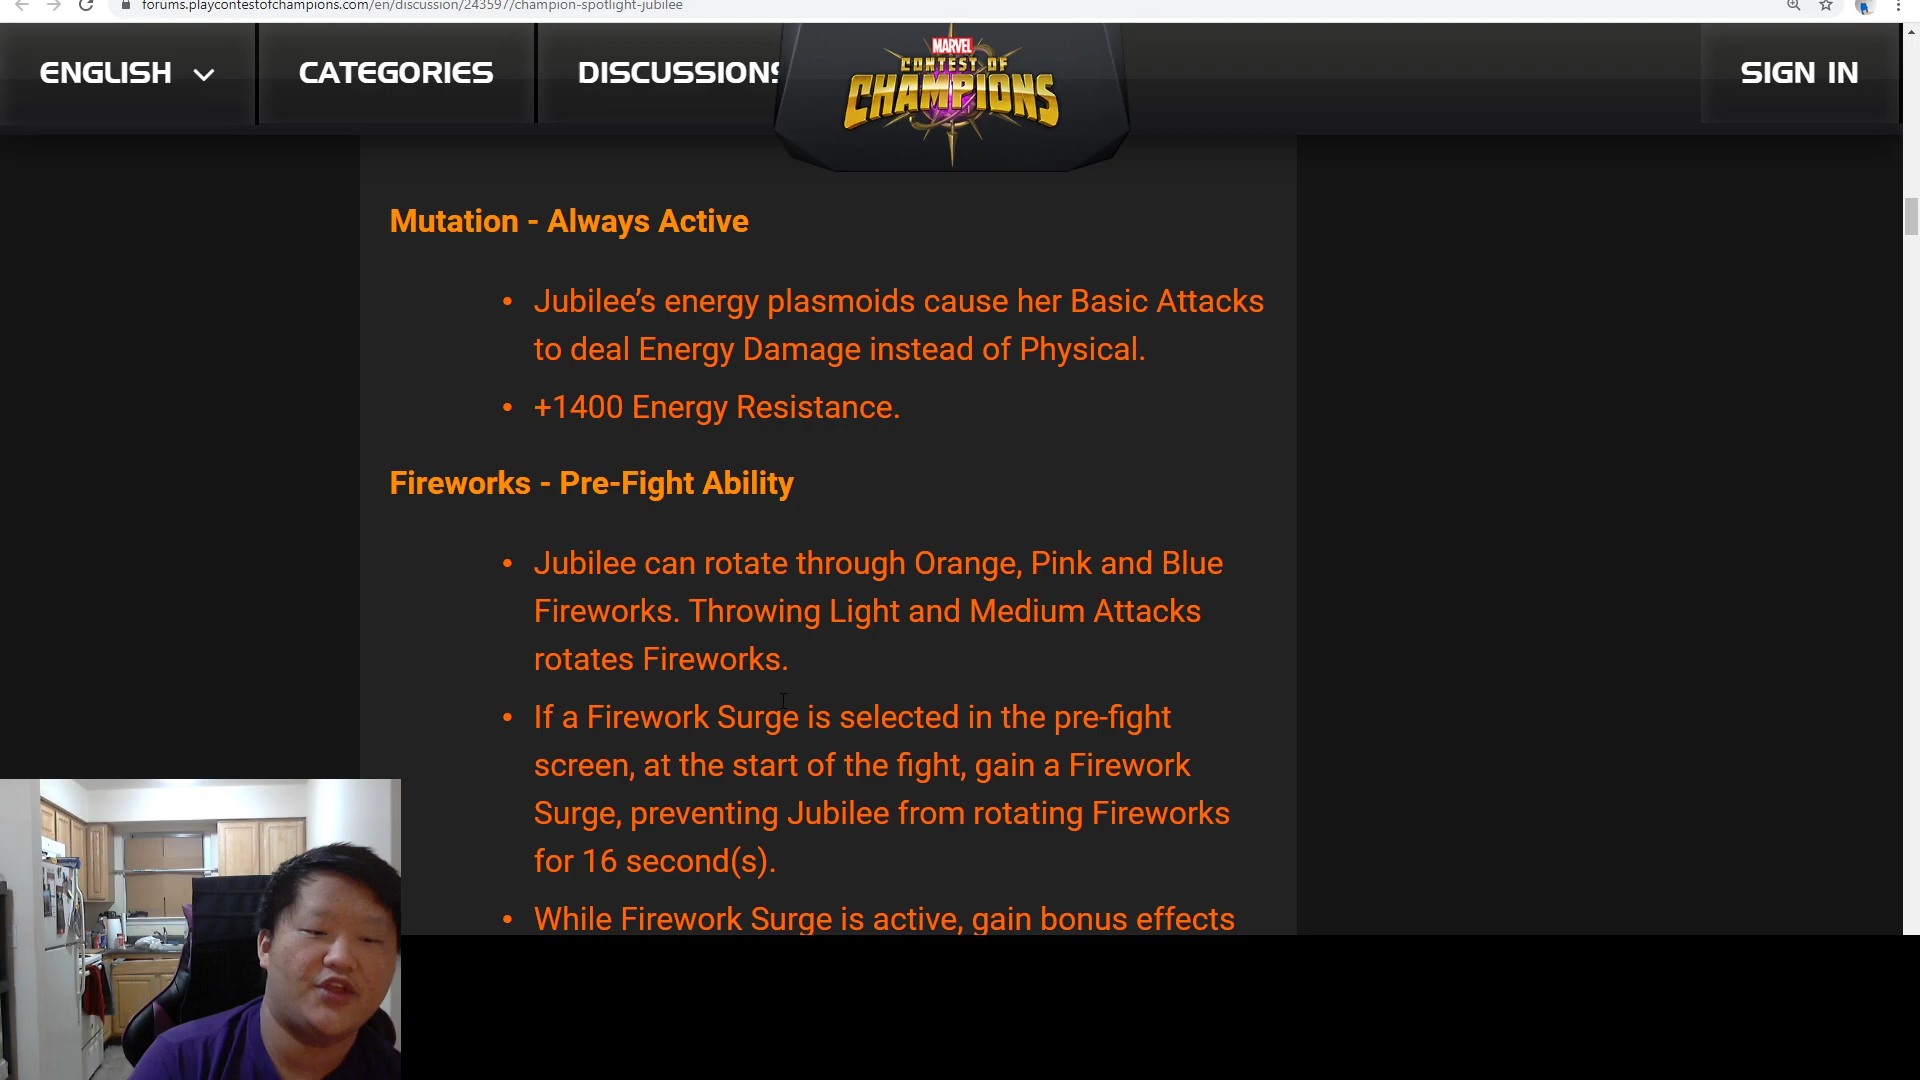 forums.playcontestofchampions.com/en/discussion/243597/champion-spotlight-jubilee
ENGLISH
CATEGORIES
DISCUSSIONS
MARVEL
CONTEST OF
CHAMPIONS
SIGN IN
Mutation - Always Active
• Jubilee’s energy plasmoids cause her Basic Attacks
to deal Energy Damage instead of Physical.
• +1400 Energy Resistance.
Fireworks - Pre-Fight Ability
• Jubilee can rotate through Orange, Pink and Blue
Fireworks. Throwing Light and Medium Attacks
rotates Fireworks.
• If a Firework Surge is selected in the pre-fight
screen, at the start of the fight, gain a Firework
Surge, preventing Jubilee from rotating Fireworks
for 16 second(s).
• While Firework Surge is active, gain bonus effects